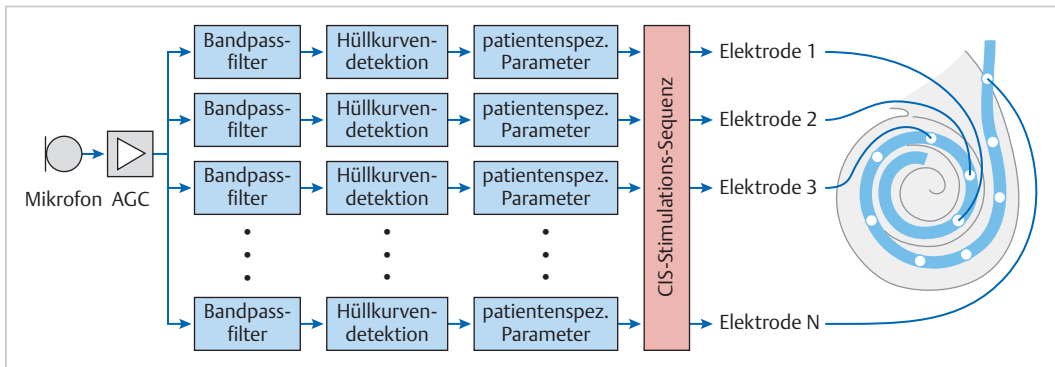 Mikrofon
AGC
Bandpass-
filter
Hüllkurven-
detektion
patientenspez.
Parameter
Bandpass-
filter
Hüllkurven-
detektion
patientenspez.
Parameter
Bandpass-
filter
Hüllkurven-
detektion
patientenspez.
Parameter
Bandpass-
filter
Hüllkurven-
detektion
patientenspez.
Parameter
CIS-Stimulations-Sequenz
Elektrode 1
Elektrode 2
Elektrode 3
Elektrode N